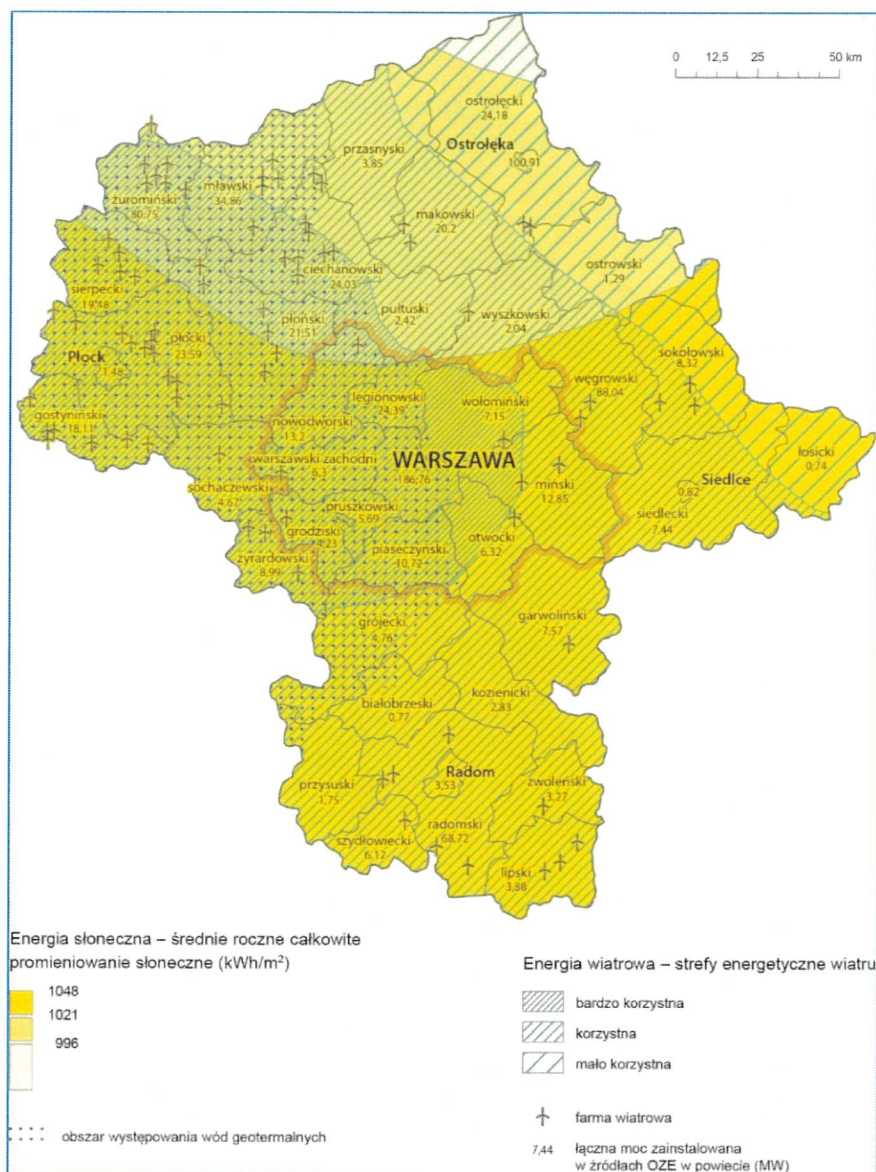 0 12,5 25 50 km
ostrołęcki
24,18
Ostrołęka
100,91
przasnyski
3,85
mławski
34,86
żuromiński
80,75
makowski
20,2
ostrowski
1,29
ciechanowski
24,03
sierpecki
19,48
płoński
21,51
pułtuski
2,42
wyszkowski
2,04
płocki
23,59
Płock
1,48
sokołowski
8,32
węgrowski
88,04
legionowski
24,39
wołomiński
7,15
gostyniński
18,11
nowodworski
13,2
warszawski zachodni
6,3
WARSZAWA
186,76
łosicki
0,74
Siedlce
0,82
miński
12,85
sochaczewski
4,67
pruszkowski
5,69
siedlecki
7,44
grodziski
4,23
otwocki
6,32
piaseczyński
10,72
żyrardowski
8,99
garwoliński
7,57
grójecki
4,76
kozienicki
2,83
białobrzeski
0,77
Radom
3,53
przysuski
1,75
zwoleński
3,27
radomski
68,72
szydłowiecki
6,12
lipski
3,88
Energia słoneczna – średnie roczne całkowite
promieniowanie słoneczne (kWh/m²)
1048
1021
996
obszar występowania wód geotermalnych
Energia wiatrowa – strefy energetyczne wiatru
bardzo korzystna
korzystna
mało korzystna
farma wiatrowa
7,44 łączna moc zainstalowana
w źródłach OZE w powiecie (MW)